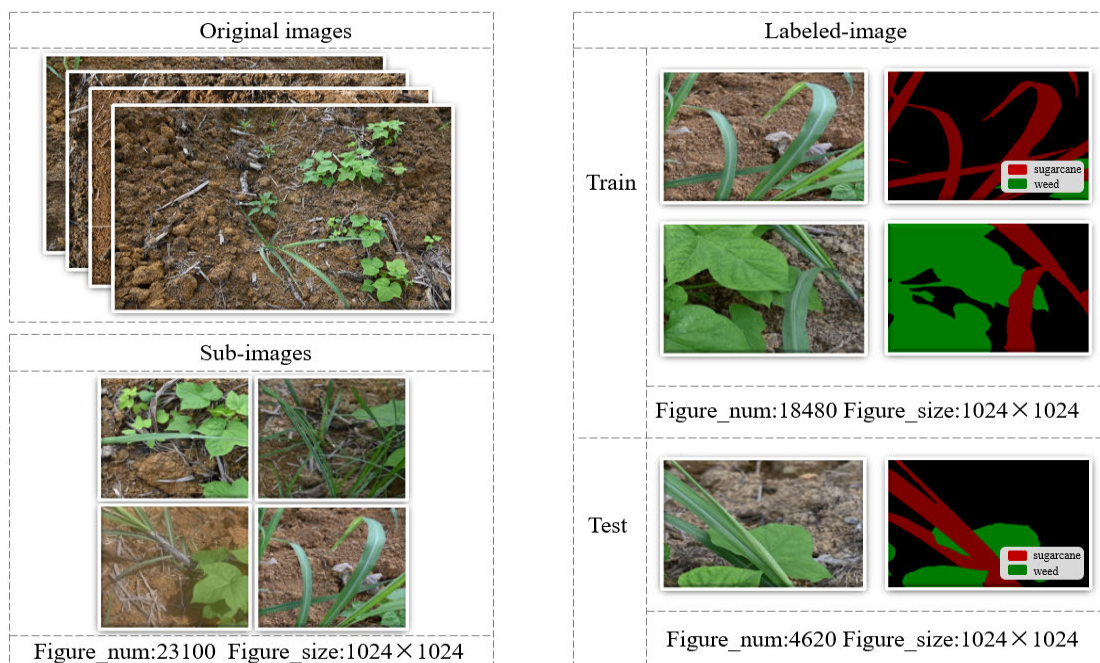 Original images
Sub-images
Figure_num:23100 Figure_size:1024×1024
Labeled-image
Train
sugarcane
weed
Figure_num:18480 Figure_size:1024×1024
Test
sugarcane
weed
Figure_num:4620 Figure_size:1024×1024